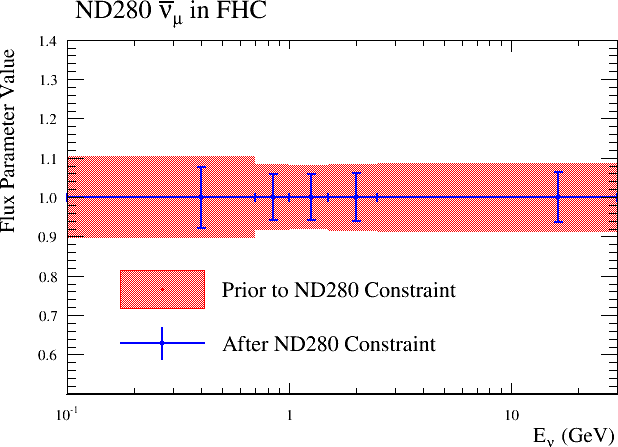 ND280 ν̅μ in FHC
Flux Parameter Value
1.4
1.3
1.2
1.1
1.0
0.9
0.8
0.7
0.6
Prior to ND280 Constraint
After ND280 Constraint
10⁻¹ 1 10
Eν (GeV)